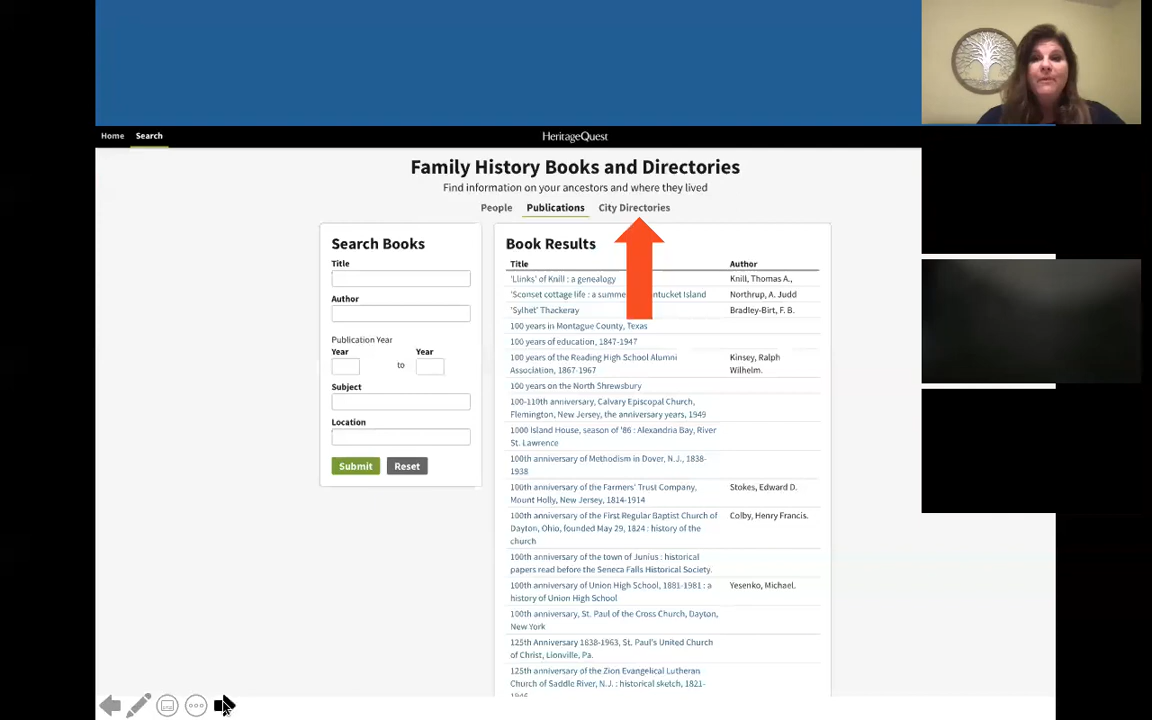 Home Search HeritageQuest
Family History Books and Directories
Find information on your ancestors and where they lived
People Publications City Directories
Search Books
Title
Author
Publication Year
Year Year
to
Subject
Location
Submit Reset
Book Results
Title Author
'Llinks' of Knill : a genealogy Knill, Thomas A.,
'Sconset cottage life : a summe ntucket Island Northrup, A. Judd
'Sylhet' Thackeray Bradley-Birt, F. B.
100 years in Montague County, Texas
100 years of education, 1847-1947
100 years of the Reading High School Alumni Kinsey, Ralph
Association, 1867-1967 Wilhelm.
100 years on the North Shrewsbury
100-110th anniversary, Calvary Episcopal Church,
Flemington, New Jersey, the anniversary years, 1949
1000 Island House, season of '86 : Alexandria Bay, River
St. Lawrence
100th anniversary of Methodism in Dover, N.J., 1838-
1938
100th anniversary of the Farmers' Trust Company, Stokes, Edward D.
Mount Holly, New Jersey, 1814-1914
100th anniversary of the First Regular Baptist Church of Colby, Henry Francis.
Dayton, Ohio, founded May 29, 1824 : history of the
church
100th anniversary of the town of Junius : historical
papers read before the Seneca Falls Historical Society.
100th anniversary of Union High School, 1881-1981 : a Yesenko, Michael.
history of Union High School
100th anniversary, St. Paul of the Cross Church, Dayton,
New York
125th Anniversary 1838-1963, St. Paul's United Church
of Christ, Lionville, Pa.
125th anniversary of the Zion Evangelical Lutheran
Church of Saddle River, N.J. : historical sketch, 1821-